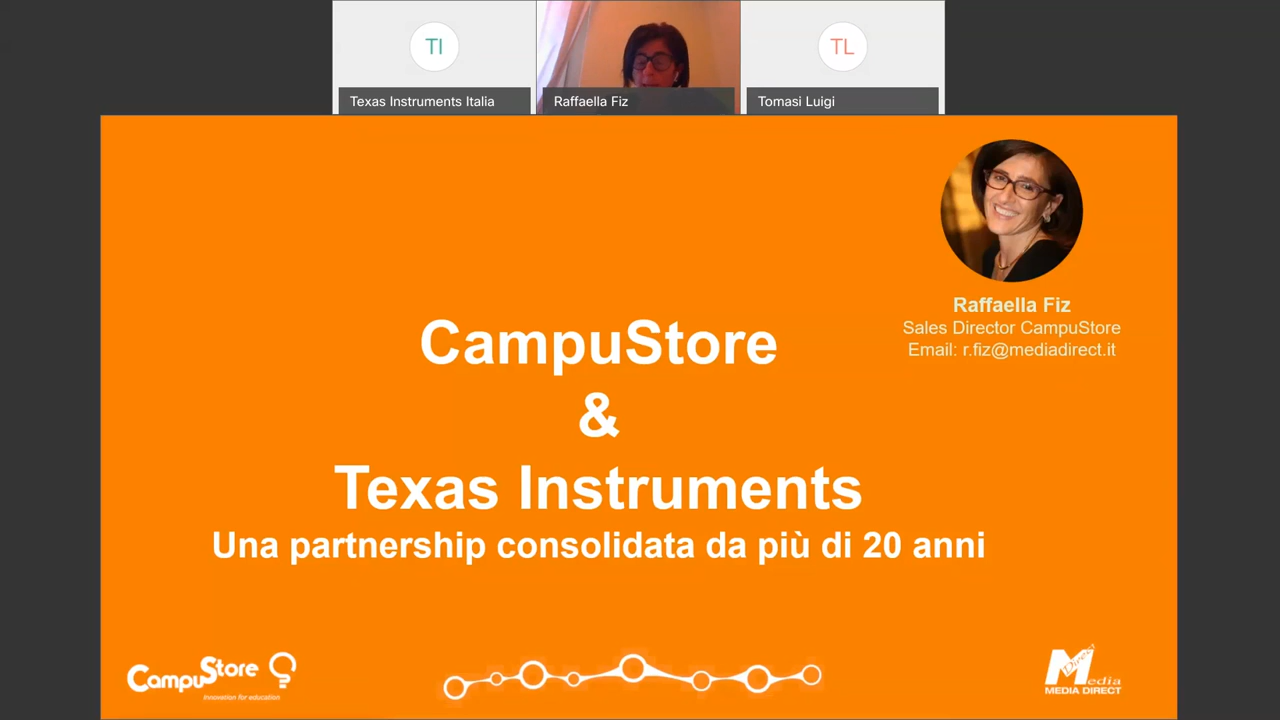 TI
TL
Texas Instruments Italia
Raffaella Fiz
Tomasi Luigi
Raffaella Fiz
Sales Director CampuStore
Email: r.fiz@mediadirect.it
CampuStore
&
Texas Instruments
Una partnership consolidata da più di 20 anni
CampuStore
Innovation for education
Media
Direct
MEDIA DIRECT